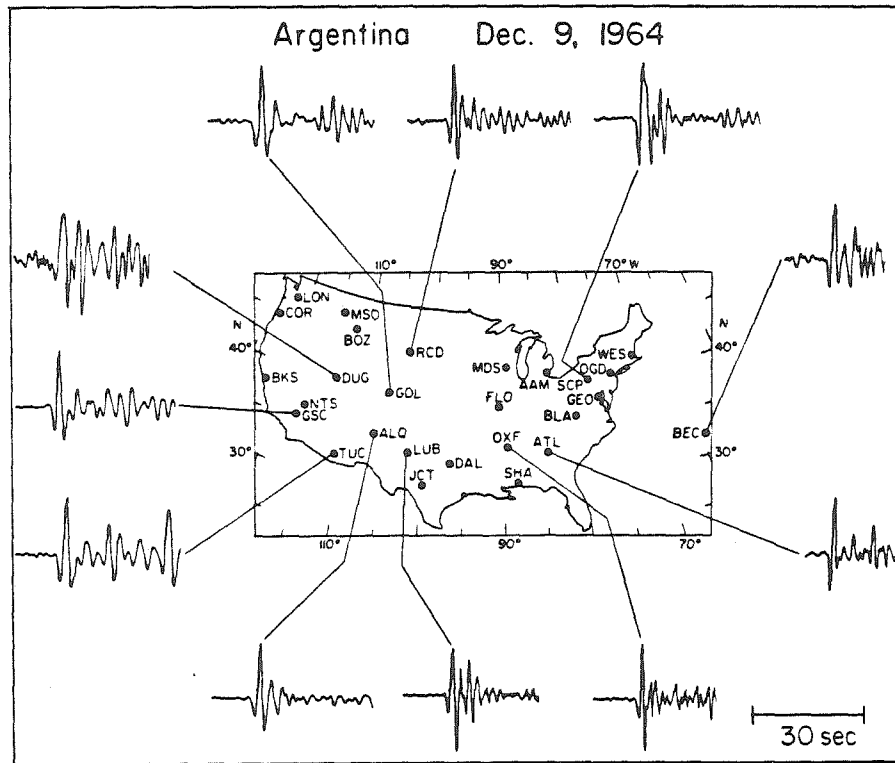 Argentina Dec. 9, 1964
110° 90° 70° W
LON
COR MSO
N BOZ N
40° RCD WES 40°
MDS OGD
AAM SCP
BKS DUG GOL FLO GEO
NTS
GSC BLA
ALQ OXF ATL BEC
30° TUC LUB DAL 30°
JCT SHA
110° 90° 70°
30 sec